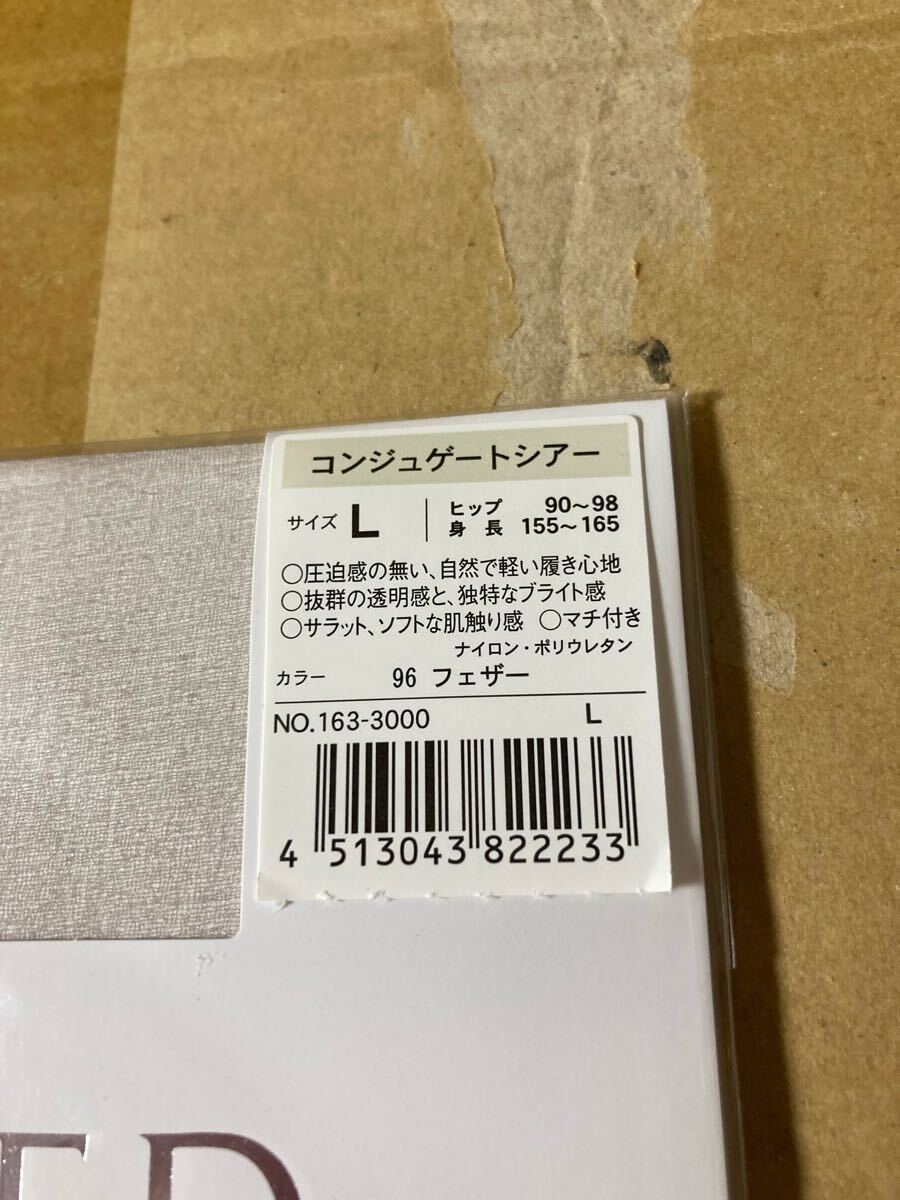 コンジュゲートシアー
サイズ L ヒップ 90〜98
身長 155〜165
○圧迫感の無い、自然で軽い履き心地
○抜群の透明感と、独特なブライト感
○サラット、ソフトな肌触り感 ○マチ付き
ナイロン・ポリウレタン
カラー 96 フェザー
NO.163-3000 L
4 513043 822233